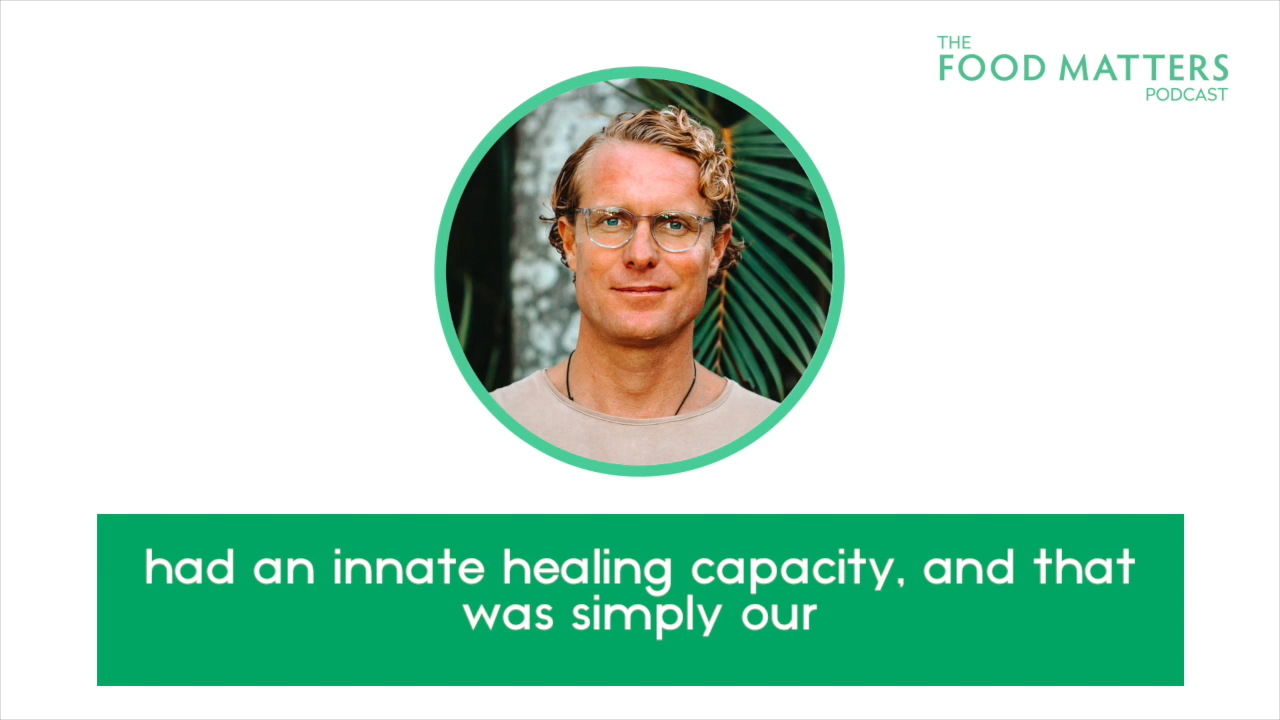 THE
FOOD MATTERS
PODCAST
had an innate healing capacity, and that
was simply our